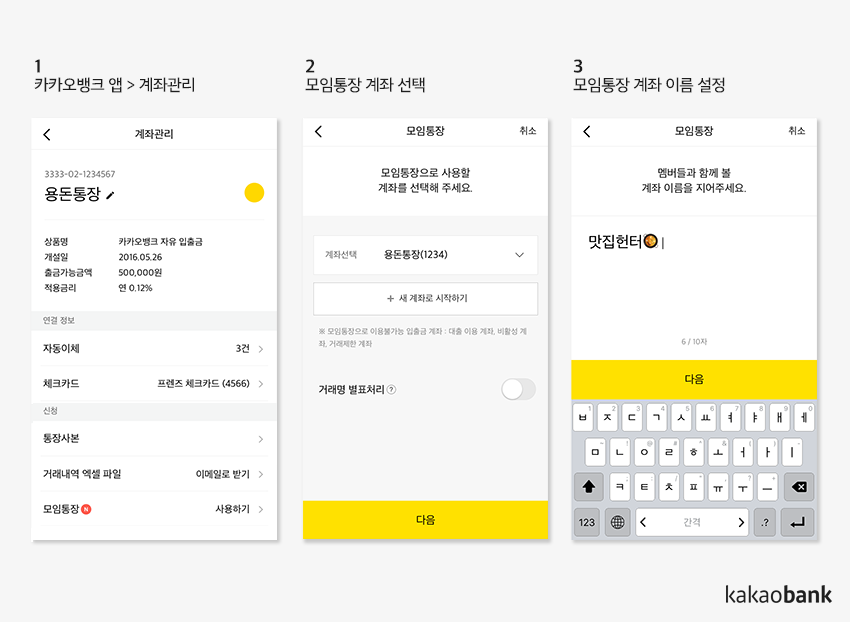 1
카카오뱅크 앱 > 계좌관리
계좌관리
3333-02-1234567
용돈통장
상품명 카카오뱅크 자유 입출금
개설일 2016.05.26
출금가능금액 500,000원
적용금리 연 0.12%
연결 정보
자동이체 3건
체크카드 프렌즈 체크카드 (4566)
신청
통장사본
거래내역 엑셀 파일 이메일로 받기
모임통장 N 사용하기
2
모임통장 계좌 선택
모임통장 취소
모임통장으로 사용할
계좌를 선택해 주세요.
계좌선택 용돈통장(1234)
+ 새 계좌로 시작하기
※ 모임통장으로 이용불가능 입출금 계좌 : 대출 이용 계좌, 비활성 계
좌, 거래제한 계좌
거래명 별표처리 ?
다음
3
모임통장 계좌 이름 설정
모임통장 취소
멤버들과 함께 볼
계좌 이름을 지어주세요.
맛집헌터🥘
6 / 10자
다음
ㅂ 1 ㅈ 2 ㄷ 3 ㄱ 4 ㅅ 5 ㅛ 6 ㅕ 7 ㅑ 8 ㅐ 9 ㅔ 0
ㅁ ㄴ ㅇ ㄹ ㅎ ㅗ ㅓ ㅏ ㅣ
ㅋ ㅌ ㅊ ㅍ ㅠ ㅜ ㅡ
123 간격 .?
kakaobank